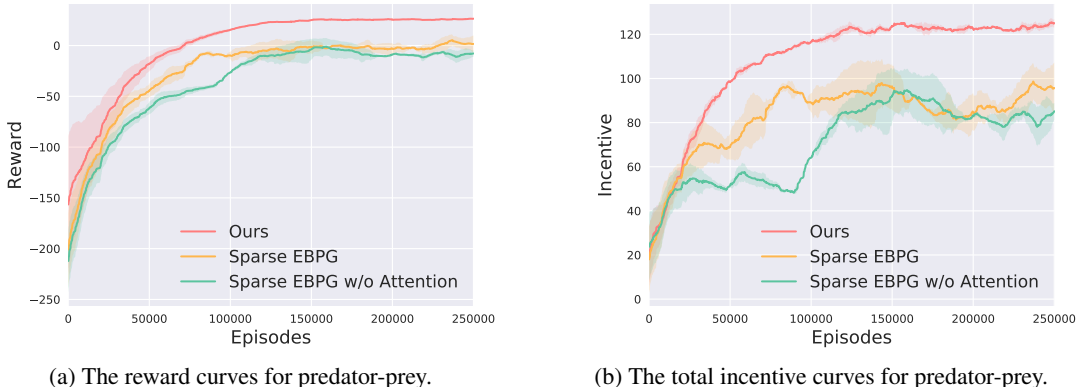 Reward
0
−50
−100
−150
−200
−250
0 50000 100000 150000 200000 250000
Episodes
Ours
Sparse EBPG
Sparse EBPG w/o Attention
(a) The reward curves for predator-prey.
Incentive
120
100
80
60
40
20
0
0 50000 100000 150000 200000 250000
Episodes
Ours
Sparse EBPG
Sparse EBPG w/o Attention
(b) The total incentive curves for predator-prey.